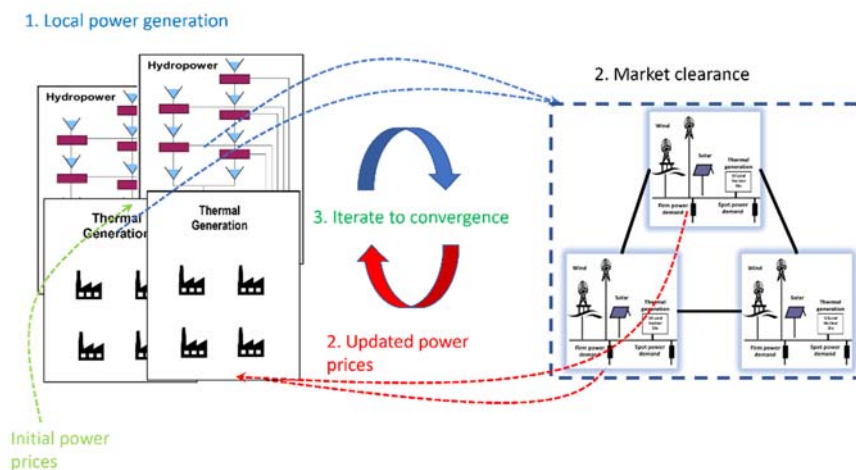 1. Local power generation
Hydropower
Hydropower
Thermal
Generation
Thermal
Generation
Initial power
prices
3. Iterate to convergence
2. Updated power
prices
2. Market clearance
Wind
Solar
Thermal
generation
Firm power
demand
Spot power
demand
Wind
Solar
Thermal
generation
Firm power
demand
Spot power
demand
Wind
Solar
Thermal
generation
Firm power
demand
Spot power
demand